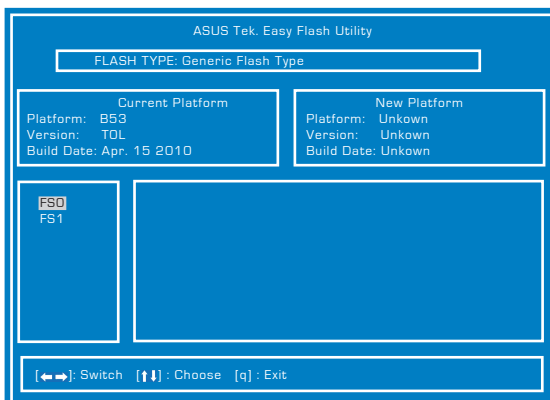 ASUS Tek. Easy Flash Utility
FLASH TYPE: Generic Flash Type
Current Platform
Platform: B53
Version: TOL
Build Date: Apr. 15 2010
New Platform
Platform: Unkown
Version: Unkown
Build Date: Unkown
FS0
FS1
[←→]: Switch [↑↓] : Choose [q] : Exit